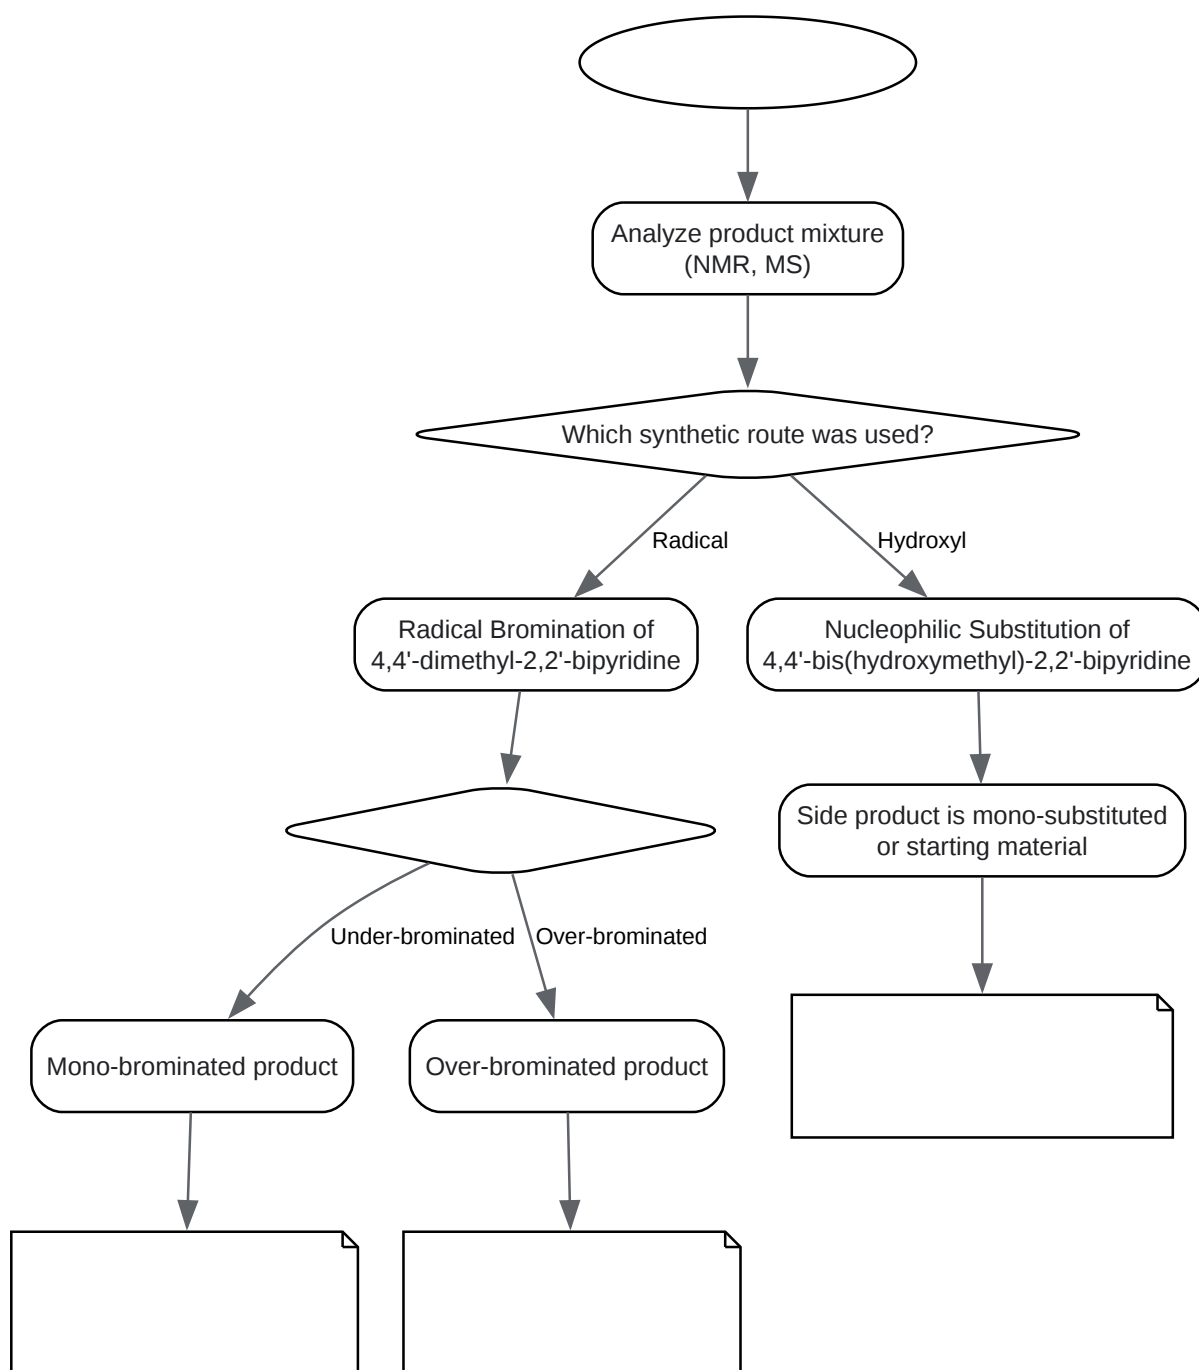 Analyze product mixture
(NMR, MS)
Which synthetic route was used?
Radical
Hydroxyl
Radical Bromination of
4,4'-dimethyl-2,2'-bipyridine
Nucleophilic Substitution of
4,4'-bis(hydroxymethyl)-2,2'-bipyridine
Side product is mono-substituted
or starting material
Under-brominated
Over-brominated
Mono-brominated product
Over-brominated product